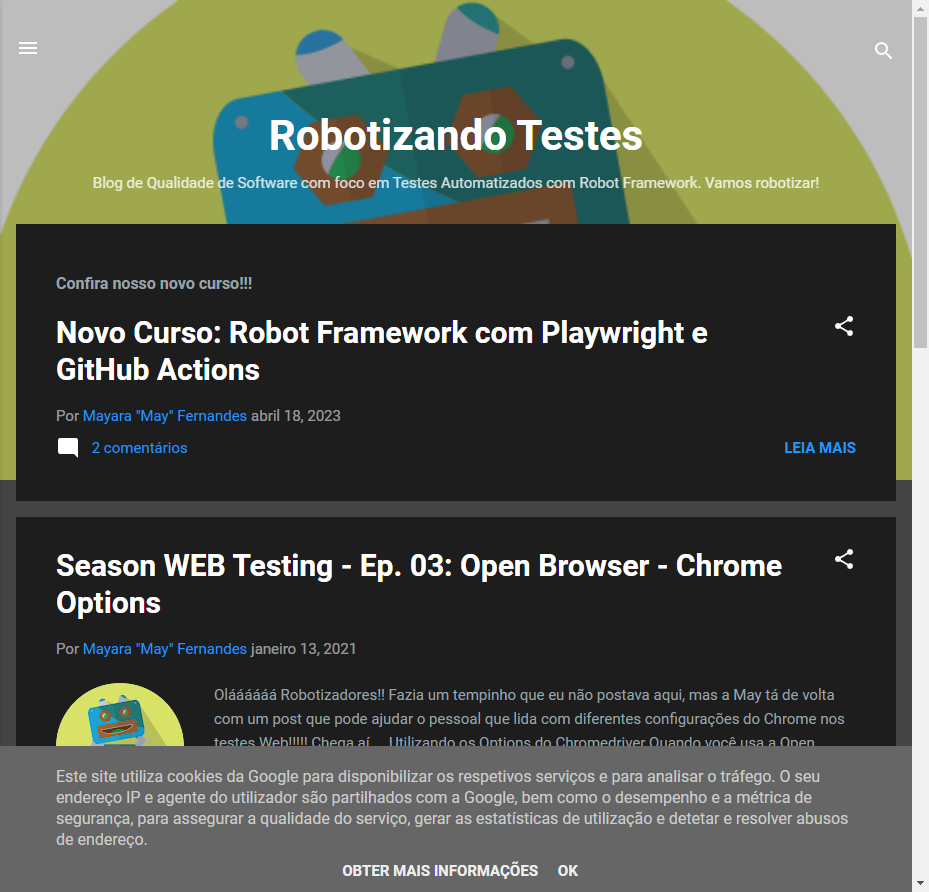 Robotizando Testes
Blog de Qualidade de Software com foco em Testes Automatizados com Robot Framework. Vamos robotizar!
Confira nosso novo curso!!!
Novo Curso: Robot Framework com Playwright e
GitHub Actions
Por Mayara "May" Fernandes abril 18, 2023
2 comentários
LEIA MAIS
Season WEB Testing - Ep. 03: Open Browser - Chrome
Options
Por Mayara "May" Fernandes janeiro 13, 2021
Oláááááá Robotizadores!! Fazia um tempinho que eu não postava aqui, mas a May tá de volta
com um post que pode ajudar o pessoal que lida com diferentes configurações do Chrome nos
testes Web!!!!! Chega aí.... Utilizando os Options do Chromedriver Quando você usa a Open
Este site utiliza cookies da Google para disponibilizar os respetivos serviços e para analisar o tráfego. O seu
endereço IP e agente do utilizador são partilhados com a Google, bem como o desempenho e a métrica de
segurança, para assegurar a qualidade do serviço, gerar as estatísticas de utilização e detetar e resolver abusos
de endereço.
OBTER MAIS INFORMAÇÕES OK